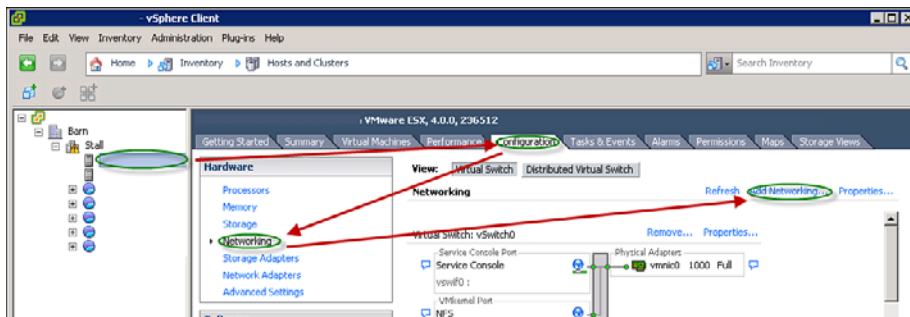 - vSphere Client
File Edit View Inventory Administration Plug-ins Help
Home Inventory Hosts and Clusters Search Inventory
Barn
Stall
VMware ESX, 4.0.0, 236512
Getting Started Summary Virtual Machines Performance Configuration Tasks & Events Alarms Permissions Maps Storage Views
Hardware
Processors
Memory
Storage
Networking
Storage Adapters
Network Adapters
Advanced Settings
View: Virtual Switch Distributed Virtual Switch
Networking Refresh Add Networking... Properties...
Virtual Switch: vSwitch0 Remove... Properties...
Service Console Port Physical Adapters
Service Console vmnic0 1000 Full
vswif0 :
VMkernel Port
NFS